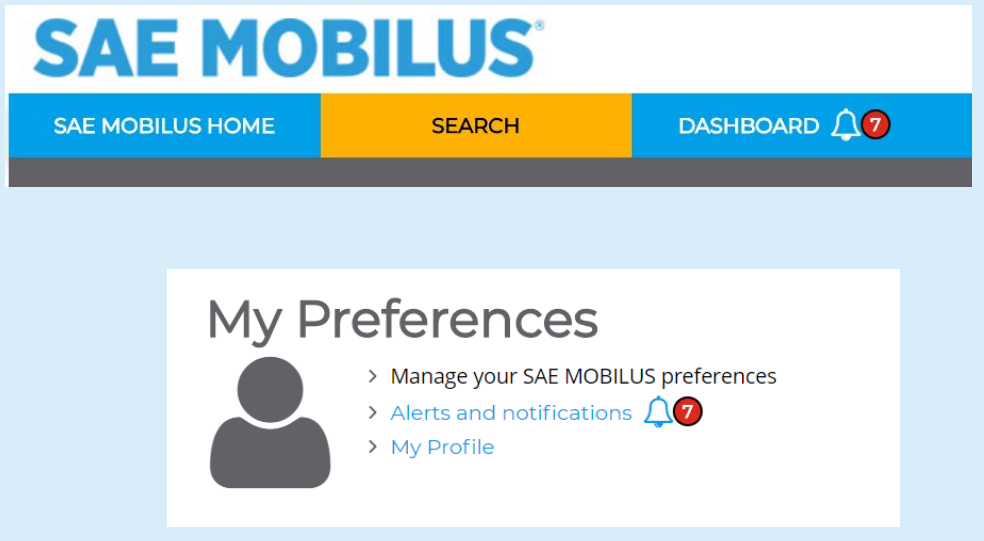 SAE MOBILUS®
SAE MOBILUS HOME SEARCH DASHBOARD 7
My Preferences
> Manage your SAE MOBILUS preferences
> Alerts and notifications 7
> My Profile